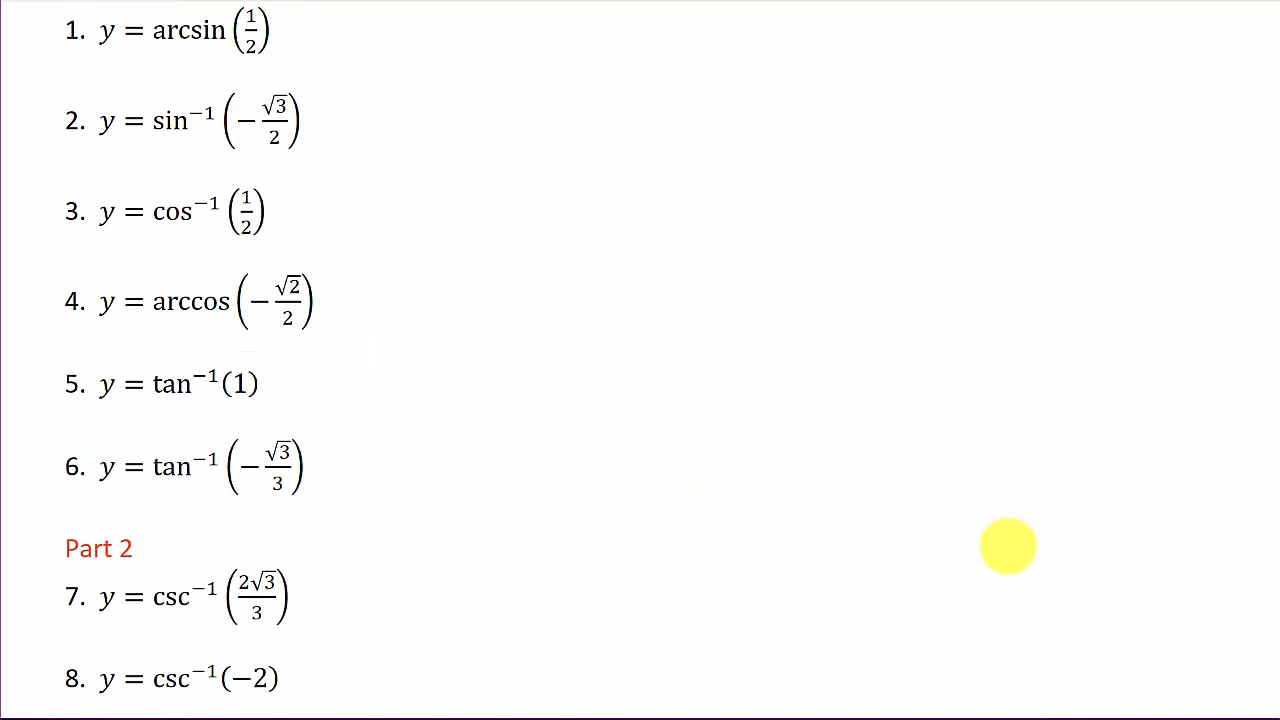 1. y = arcsin (1/2)
2. y = sin⁻¹ (−√3/2)
3. y = cos⁻¹ (1/2)
4. y = arccos (−√2/2)
5. y = tan⁻¹(1)
6. y = tan⁻¹ (−√3/3)
Part 2
7. y = csc⁻¹ (2√3/3)
8. y = csc⁻¹(−2)